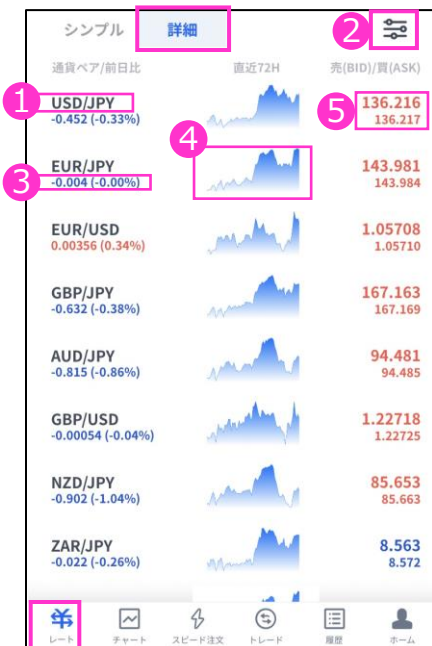 シンプル 詳細 2
通貨ペア/前日比 直近72H 売(BID)/買(ASK)
1 USD/JPY 5 136.216
-0.452 (-0.33%) 136.217
4
EUR/JPY 143.981
3 -0.004 (-0.00%) 143.984
EUR/USD 1.05708
0.00356 (0.34%) 1.05710
GBP/JPY 167.163
-0.632 (-0.38%) 167.169
AUD/JPY 94.481
-0.815 (-0.86%) 94.485
GBP/USD 1.22718
-0.00054 (-0.04%) 1.22725
NZD/JPY 85.653
-0.902 (-1.04%) 85.663
ZAR/JPY 8.563
-0.022 (-0.26%) 8.572
レート チャート スピード注文 トレード 履歴 ホーム